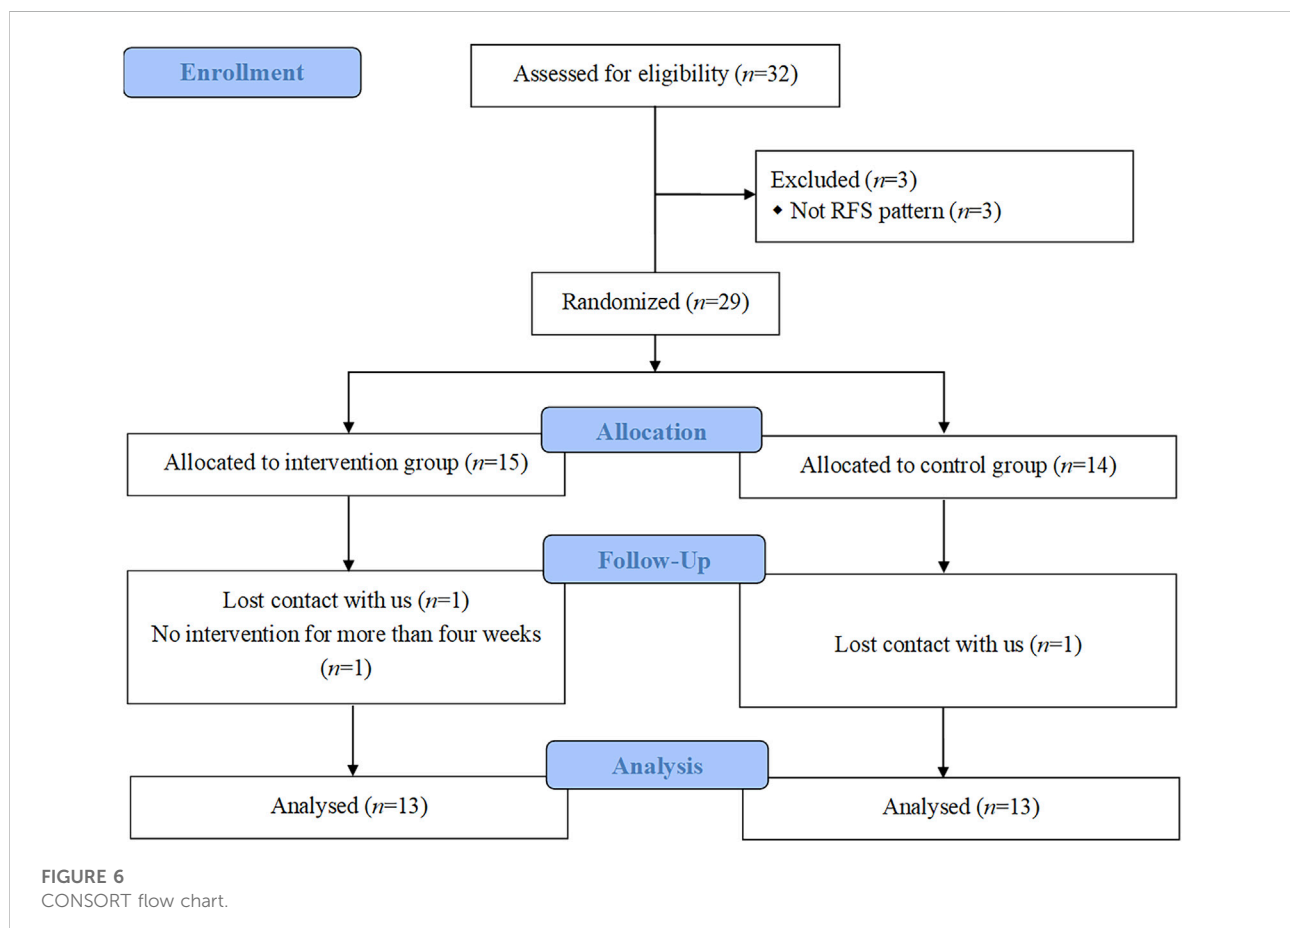 Enrollment
Assessed for eligibility (n=32)
Excluded (n=3)
◆ Not RFS pattern (n=3)
Randomized (n=29)
Allocation
Allocated to intervention group (n=15)
Allocated to control group (n=14)
Follow-Up
Lost contact with us (n=1)
No intervention for more than four weeks
(n=1)
Lost contact with us (n=1)
Analysis
Analysed (n=13)
Analysed (n=13)
FIGURE 6
CONSORT flow chart.